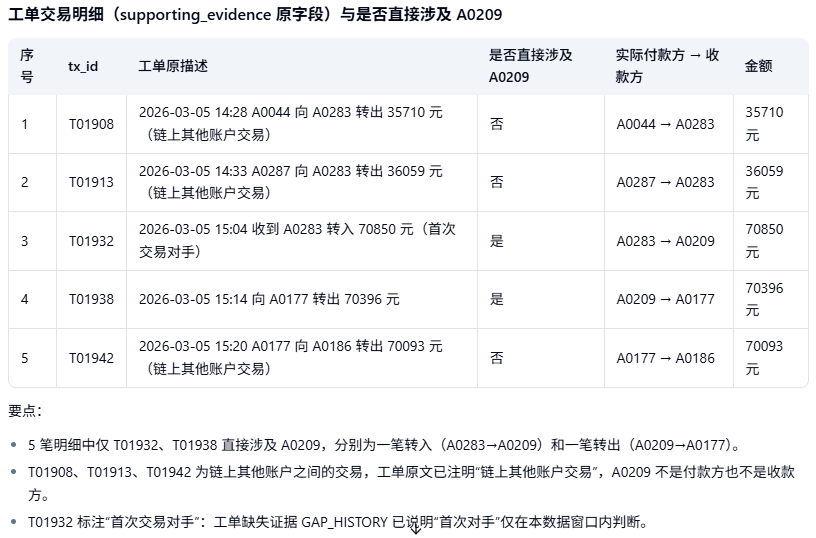 工单交易明细（supporting_evidence 原字段）与是否直接涉及 A0209
序
号
tx_id
工单原描述
是否直接涉及
A0209
实际付款方 → 收
款方
金额
1
T01908
2026-03-05 14:28 A0044 向 A0283 转出 35710 元
（链上其他账户交易）
否
A0044 → A0283
35710
元
2
T01913
2026-03-05 14:33 A0287 向 A0283 转出 36059 元
（链上其他账户交易）
否
A0287 → A0283
36059
元
3
T01932
2026-03-05 15:04 收到 A0283 转入 70850 元（首次
交易对手）
是
A0283 → A0209
70850
元
4
T01938
2026-03-05 15:14 向 A0177 转出 70396 元
是
A0209 → A0177
70396
元
5
T01942
2026-03-05 15:20 A0177 向 A0186 转出 70093 元
（链上其他账户交易）
否
A0177 → A0186
70093
元
要点：
5 笔明细中仅 T01932、T01938 直接涉及 A0209，分别为一笔转入（A0283→A0209）和一笔转出（A0209→A0177）。
T01908、T01913、T01942 为链上其他账户之间的交易，工单原文已注明“链上其他账户交易”，A0209 不是付款方也不是收款
方。
T01932 标注“首次交易对手”：工单缺失证据 GAP_HISTORY 已说明“首次对手”仅在本数据窗口内判断。